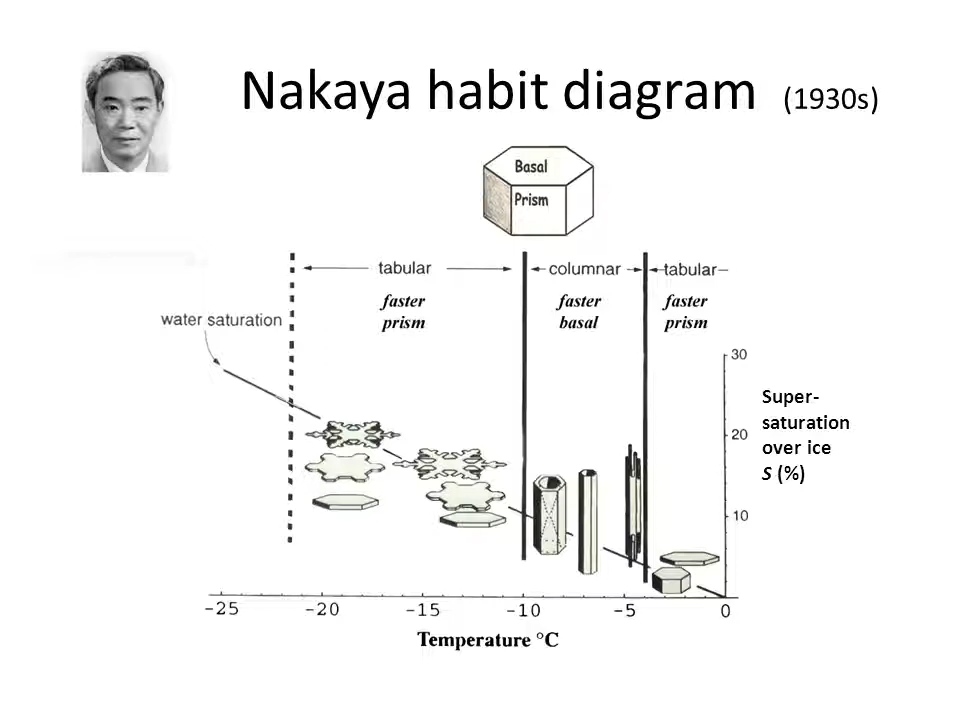 Nakaya habit diagram (1930s)
Basal
Prism
tabular
columnar
tabular
faster
prism
faster
basal
faster
prism
water saturation
30
Super-
saturation
over ice
S (%)
20
10
-25 -20 -15 -10 -5 0
Temperature °C